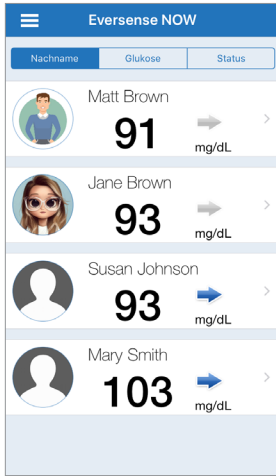 Eversense NOW
Nachname Glukose Status
Matt Brown
91 mg/dL
Jane Brown
93 mg/dL
Susan Johnson
93 mg/dL
Mary Smith
103 mg/dL